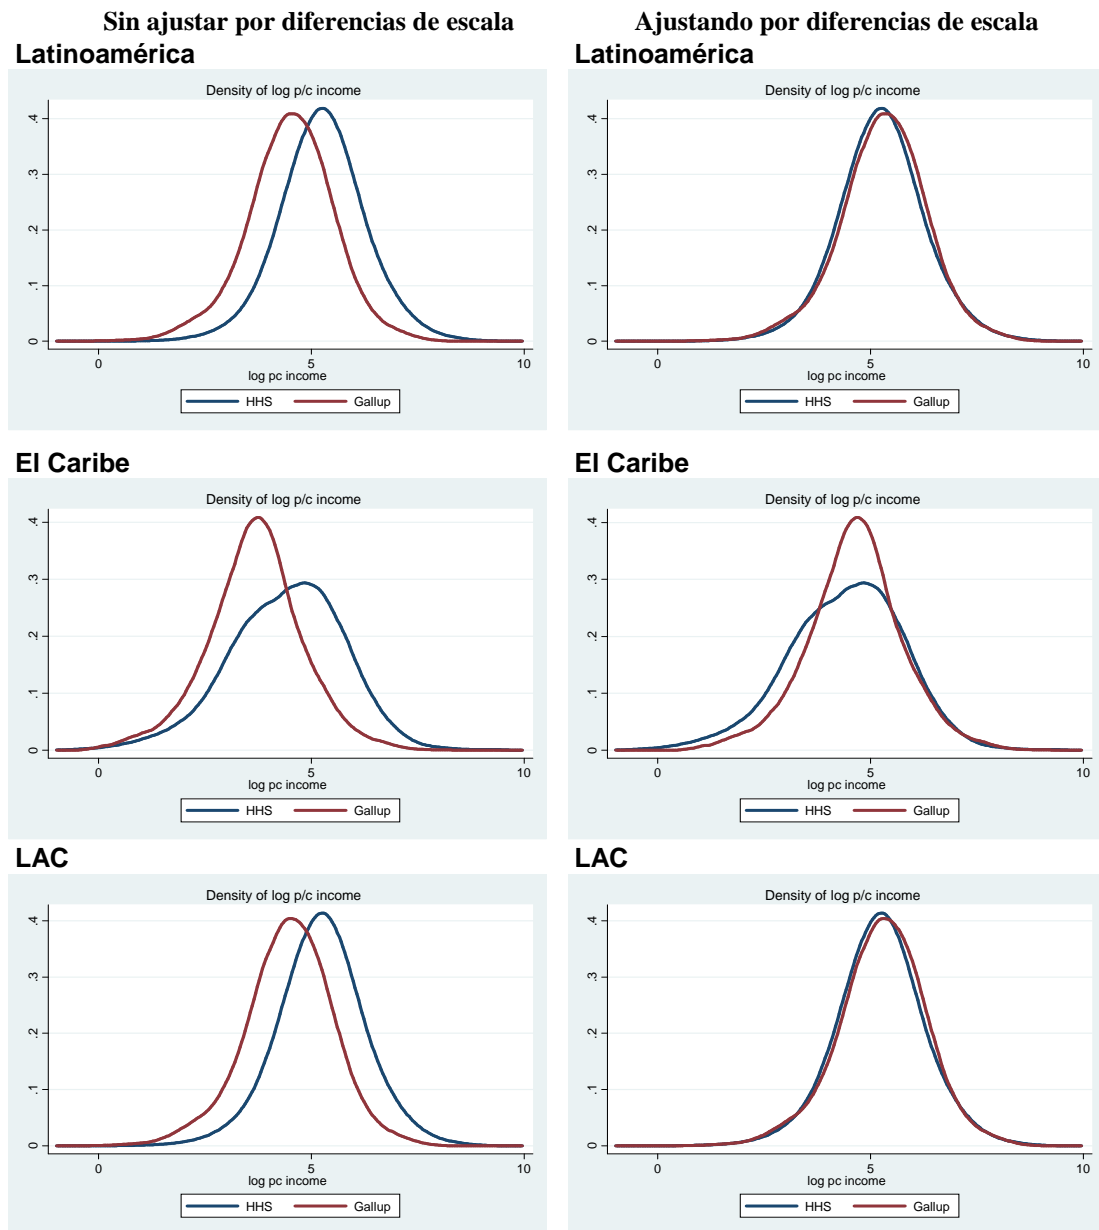 Sin ajustar por diferencias de escala
Ajustando por diferencias de escala
Latinoamérica
Density of log p/c income
0 .1 .2 .3 .4
0 5 10
log pc income
HHS Gallup
Latinoamérica
Density of log p/c income
0 .1 .2 .3 .4
0 5 10
log pc income
HHS Gallup
El Caribe
Density of log p/c income
0 .1 .2 .3 .4
0 5 10
log pc income
HHS Gallup
El Caribe
Density of log p/c income
0 .1 .2 .3 .4
0 5 10
log pc income
HHS Gallup
LAC
Density of log p/c income
0 .1 .2 .3 .4
0 5 10
log pc income
HHS Gallup
LAC
Density of log p/c income
0 .1 .2 .3 .4
0 5 10
log pc income
HHS Gallup